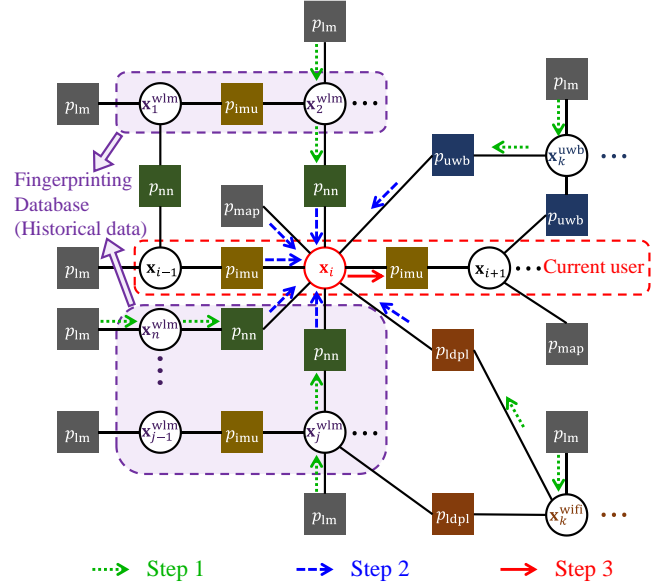 p_lm
p_lm
p_lm x_1^wlm p_imu x_2^wlm ···
x_k^uwb ···
p_uwb
p_nn p_nn
Fingerprinting
Database
(Historical data)
p_map
p_uwb
p_lm x_{i−1} p_imu x_i p_imu x_{i+1} ··· Current user
p_lm x_n^wlm p_nn
p_nn p_ldpl p_map
⋮
p_lm x_{j−1}^wlm p_imu x_j^wlm ···
p_lm
p_lm p_ldpl x_k^wifi ···
Step 1 Step 2 Step 3